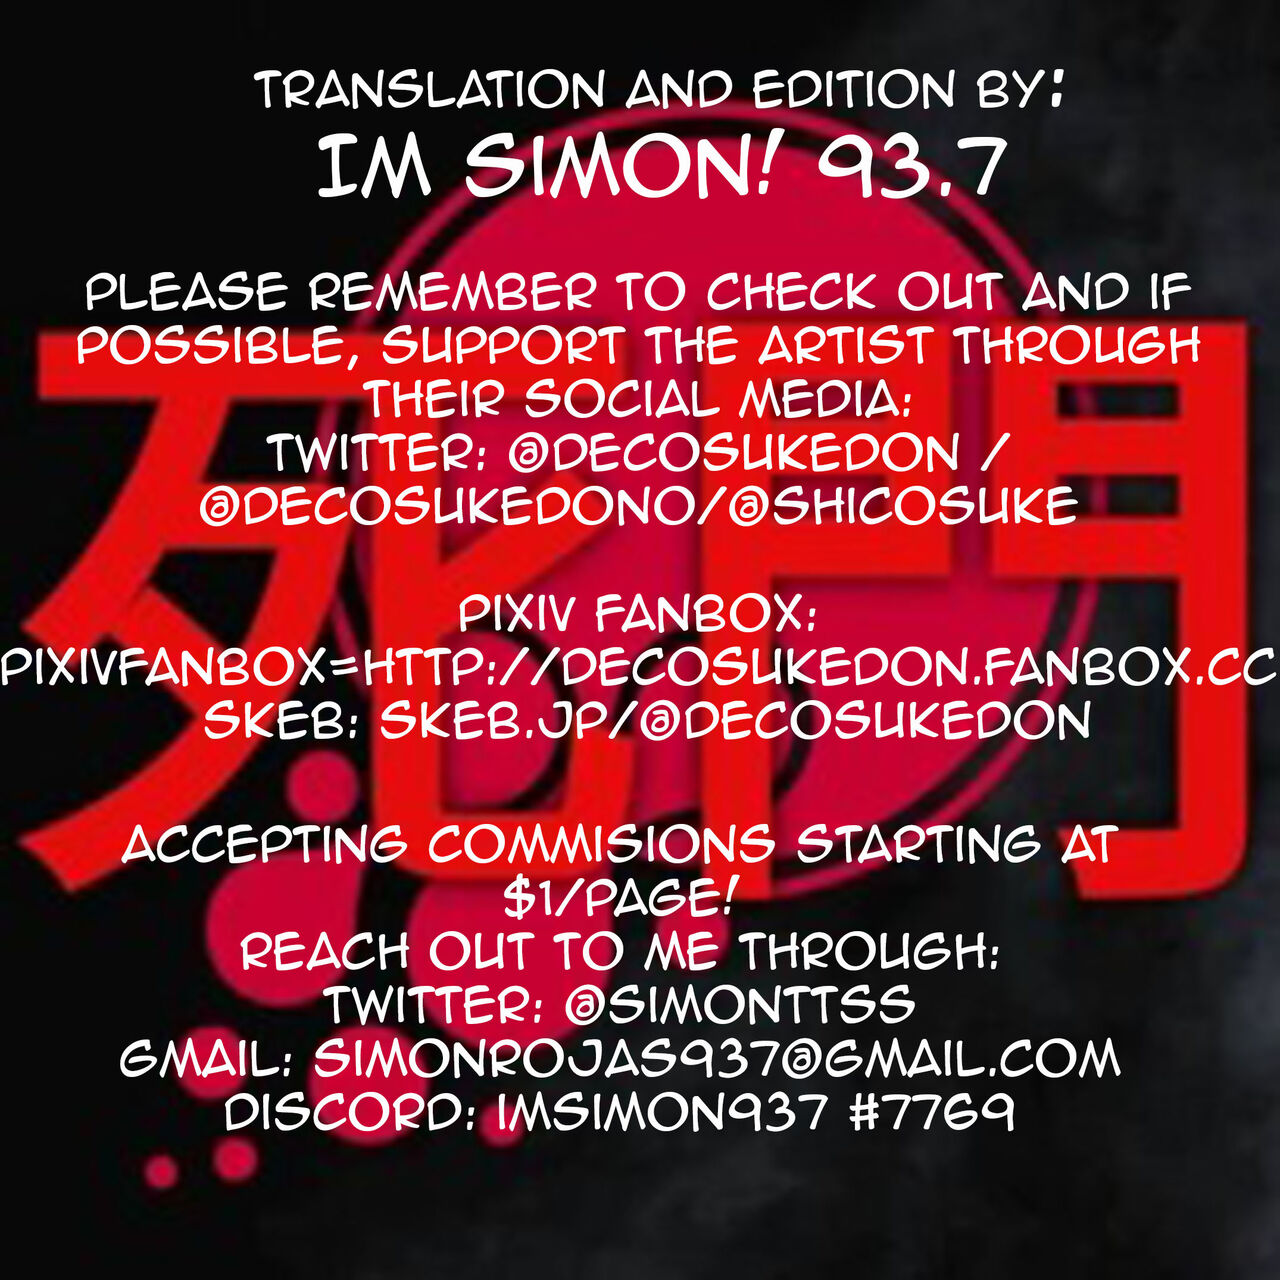 TRANSLATION AND EDITION BY:
IM SIMON! 93.7
PLEASE REMEMBER TO CHECK OUT AND IF
POSSIBLE, SUPPORT THE ARTIST THROUGH
THEIR SOCIAL MEDIA:
TWITTER: @DECOSUKEDON /
@DECOSUKEDONO/@SHICOSUKE
死闘
PIXIV FANBOX:
PIXIVFANBOX=HTTP://DECOSUKEDON.FANBOX.CC
SKEB: SKEB.JP/@DECOSUKEDON
ACCEPTING COMMISIONS STARTING AT
$1/PAGE!
REACH OUT TO ME THROUGH:
TWITTER: @SIMONTTSS
GMAIL: SIMONROJAS937@GMAIL.COM
DISCORD: IMSIMON937 #7769